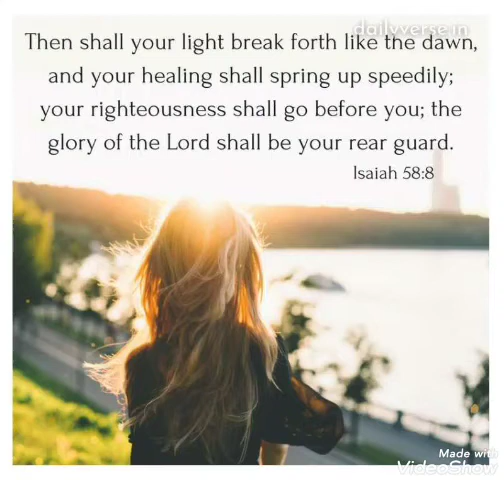 dailyverse.in
Then shall your light break forth like the dawn,
and your healing shall spring up speedily;
your righteousness shall go before you; the
glory of the Lord shall be your rear guard.
Isaiah 58:8
Made with
VideoShow